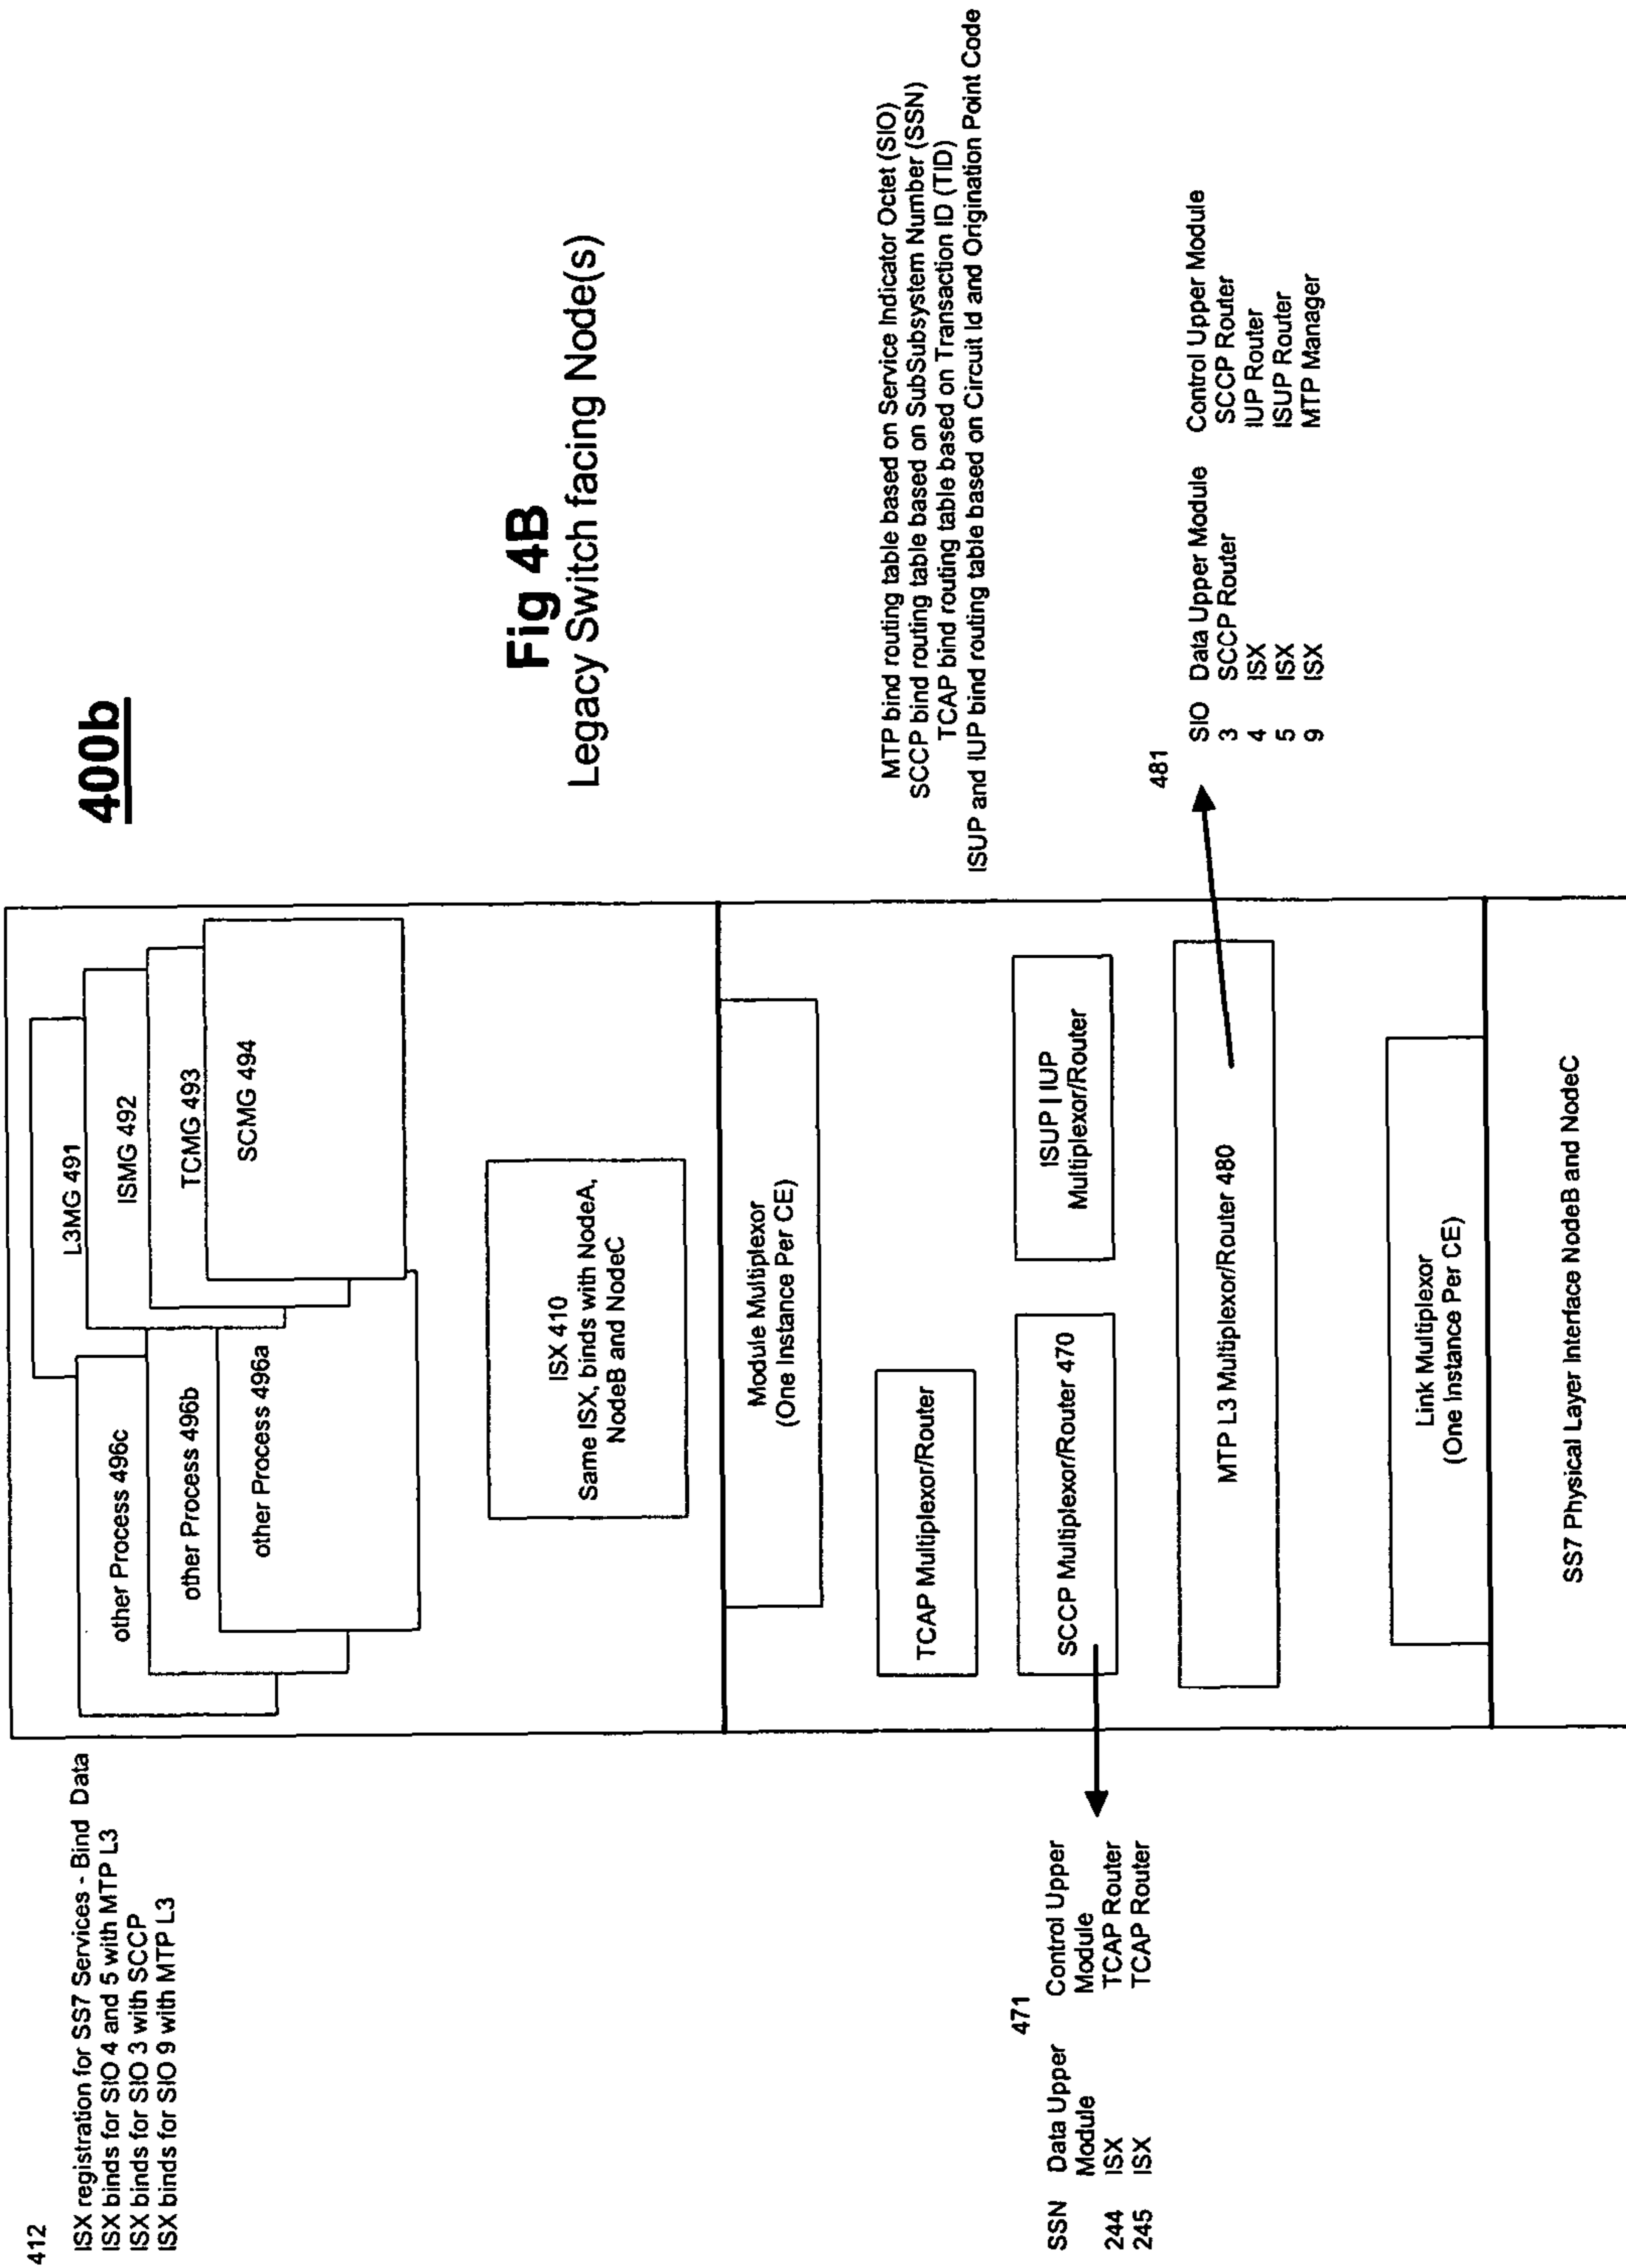 412
ISX registration for SS7 Services - Bind Data
ISX binds for SIO 4 and 5 with MTP L3
ISX binds for SIO 3 with SCCP
ISX binds for SIO 9 with MTP L3
400b
Fig 4B
Legacy Switch facing Node(s)
L3MG 491
ISMG 492
TCMG 493
SCMG 494
other Process 496c
other Process 496b
other Process 496a
ISX 410
Same ISX, binds with NodeA,
NodeB and NodeC
Module Multiplexor
(One Instance Per CE)
TCAP Multiplexor/Router
SCCP Multiplexor/Router 470
ISUP | IUP
Multiplexor/Router
MTP L3 Multiplexor/Router 480
Link Multiplexor
(One Instance Per CE)
SS7 Physical Layer Interface NodeB and NodeC
471
SSN Data Upper Module Control Upper Module
244 ISX TCAP Router
245 ISX TCAP Router
MTP bind routing table based on Service Indicator Octet (SIO)
SCCP bind routing table based on SubSubsystem Number (SSN)
TCAP bind routing table based on Transaction ID (TID)
ISUP and IUP bind routing table based on Circuit Id and Origination Point Code
481
SIO Data Upper Module Control Upper Module
3 SCCP Router SCCP Router
4 ISX IUP Router
5 ISX ISUP Router
9 ISX MTP Manager